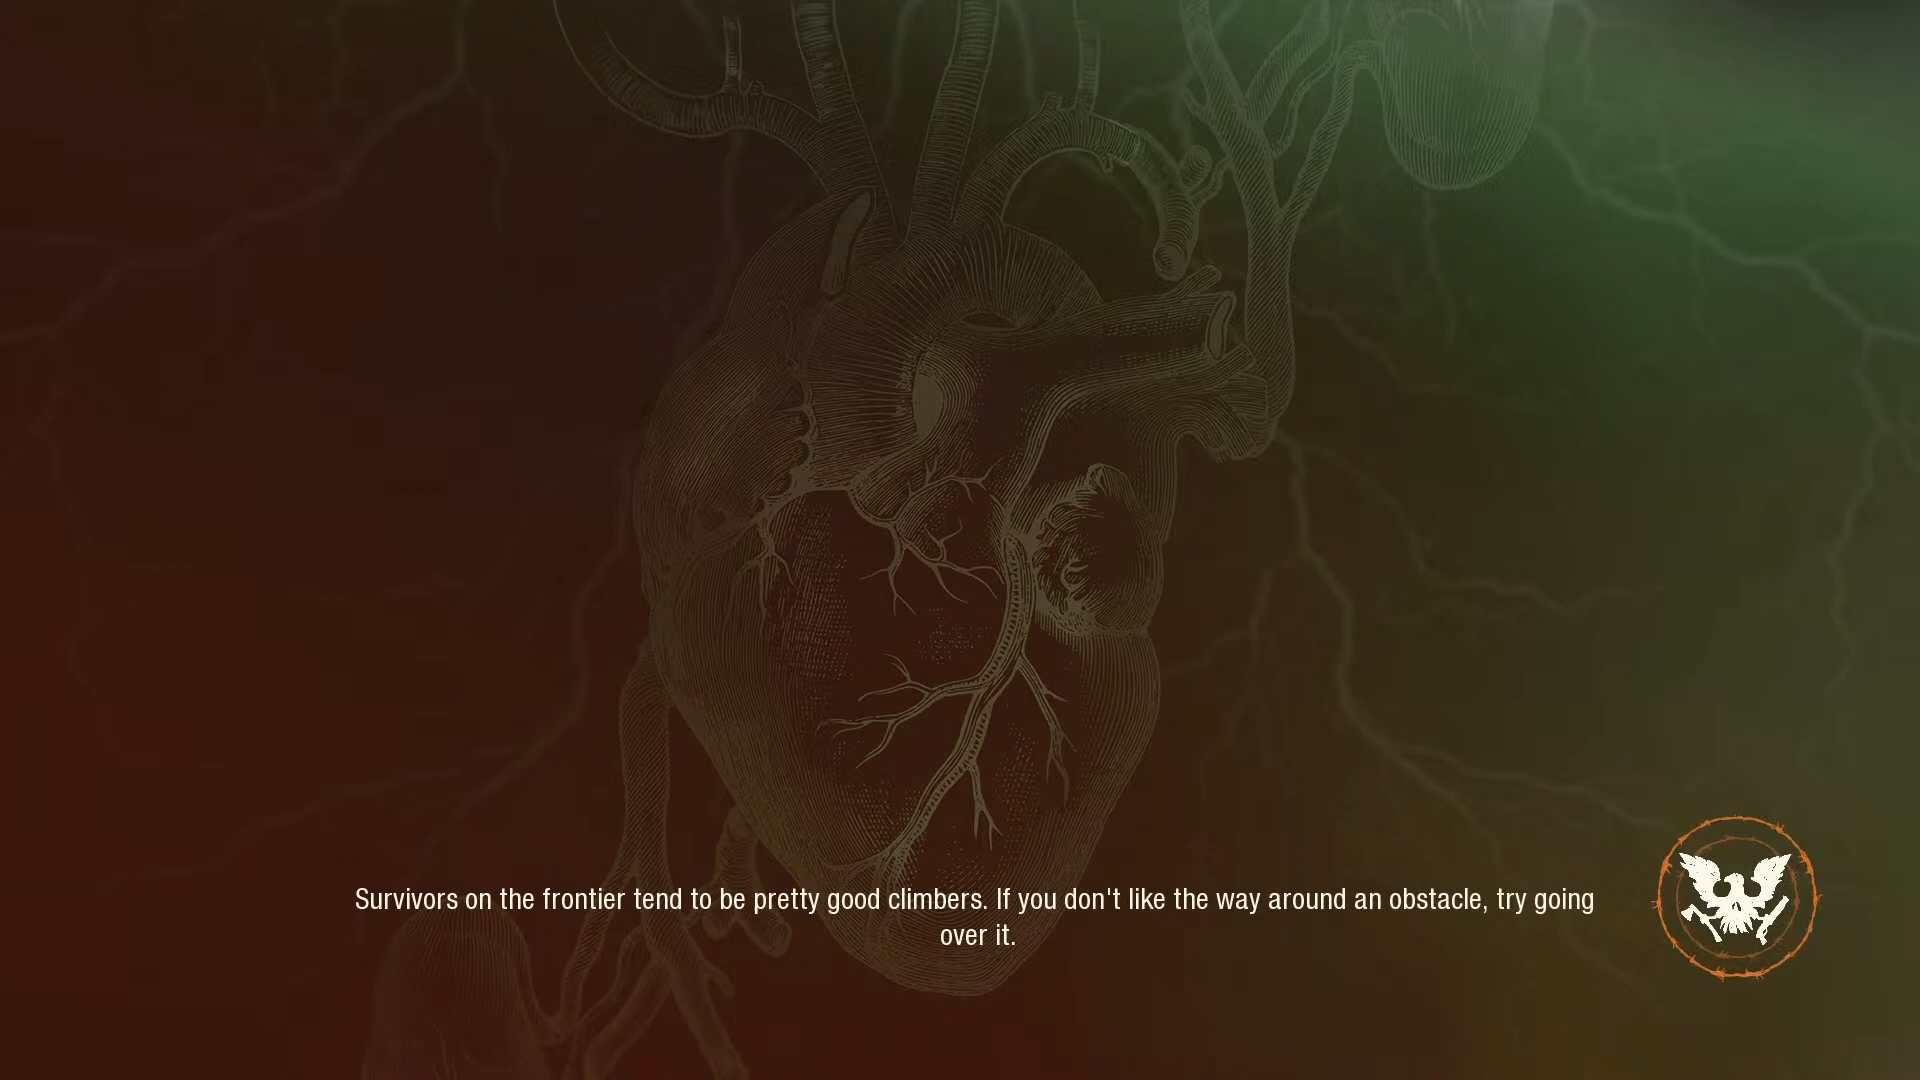 Survivors on the frontier tend to be pretty good climbers. If you don't like the way around an obstacle, try going
over it.